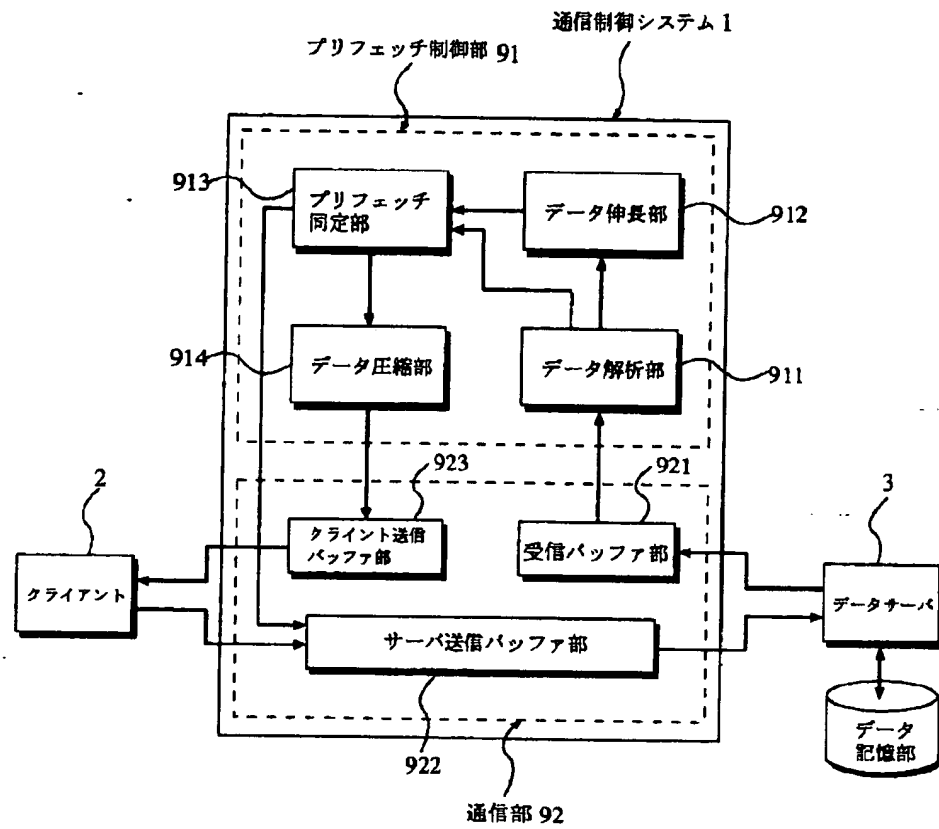 通信制御システム 1
プリフェッチ制御部 91
913
プリフェッチ
同定部
データ伸長部
912
914
データ圧縮部
データ解析部
911
923
921
2
クライント送信
バッファ部
受信バッファ部
3
クライアント
データサーバ
サーバ送信バッファ部
922
データ
記憶部
通信部 92